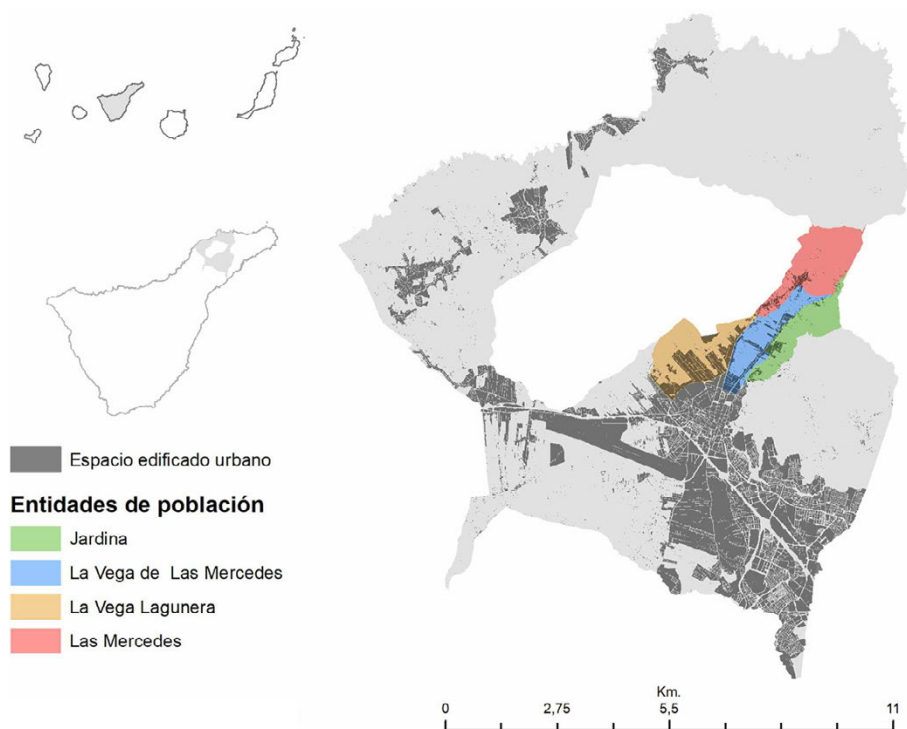 Espacio edificado urbano
Entidades de población
Jardina
La Vega de Las Mercedes
La Vega Lagunera
Las Mercedes
Km.
0 2,75 5,5 11